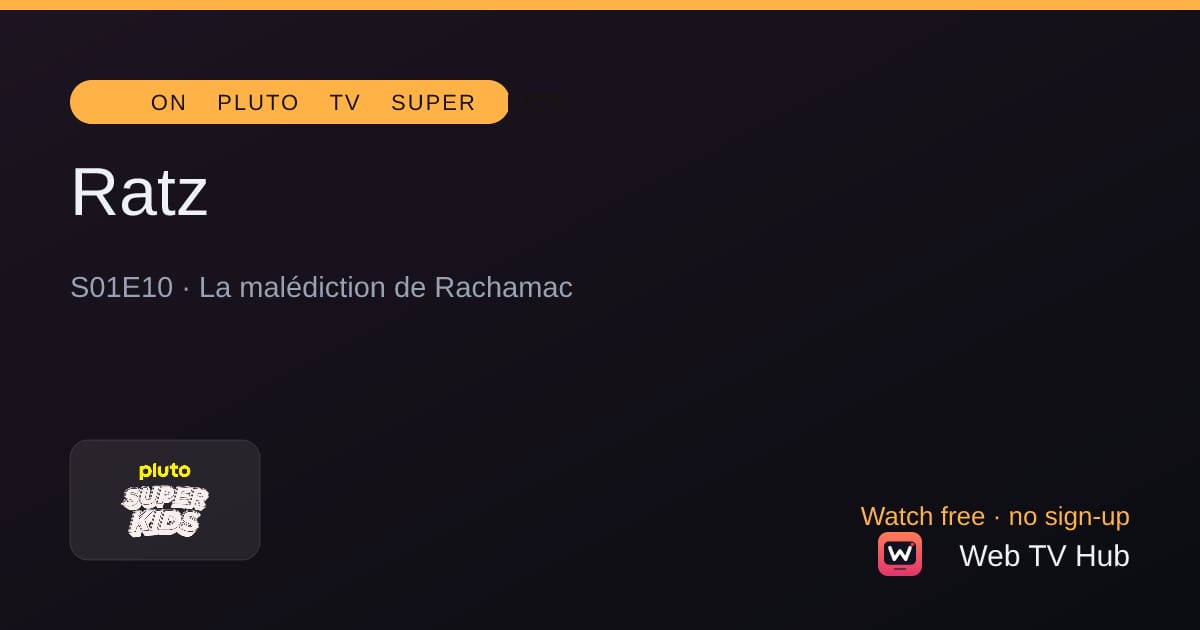 ON PLUTO TV SUPER
Ratz
S01E10 · La malédiction de Rachamac
pluto
SUPER
KIDS
Watch free · no sign-up
W
Web TV Hub